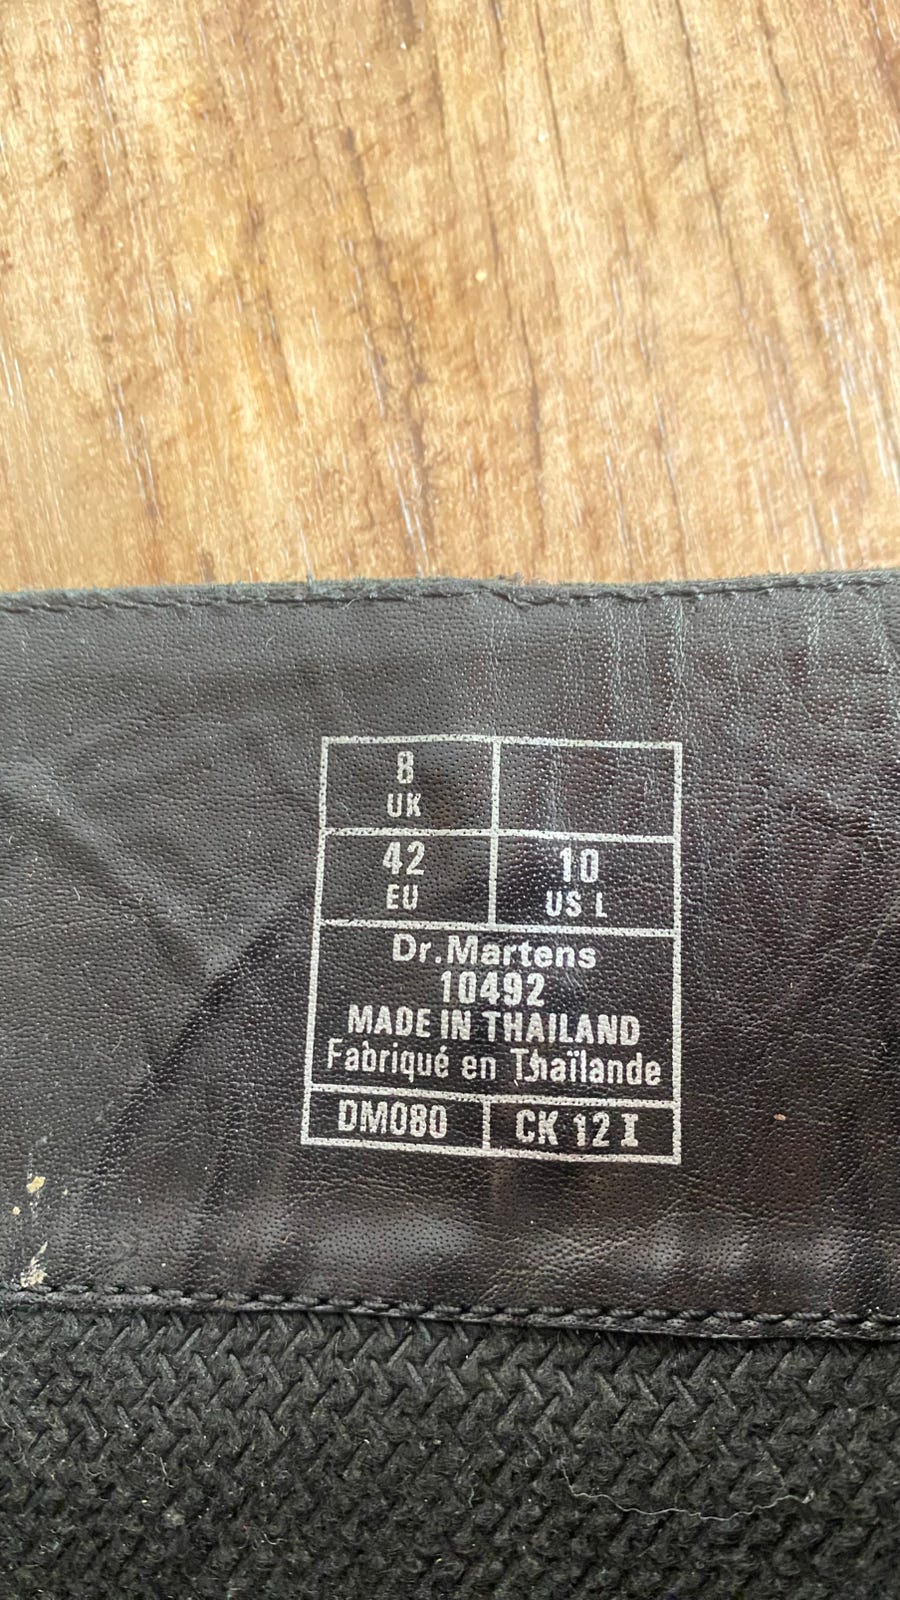 8
UK
42
EU
10
US L
Dr.Martens
10492
MADE IN THAILAND
Fabriqué en Thaïlande
DM080
CK 12 I